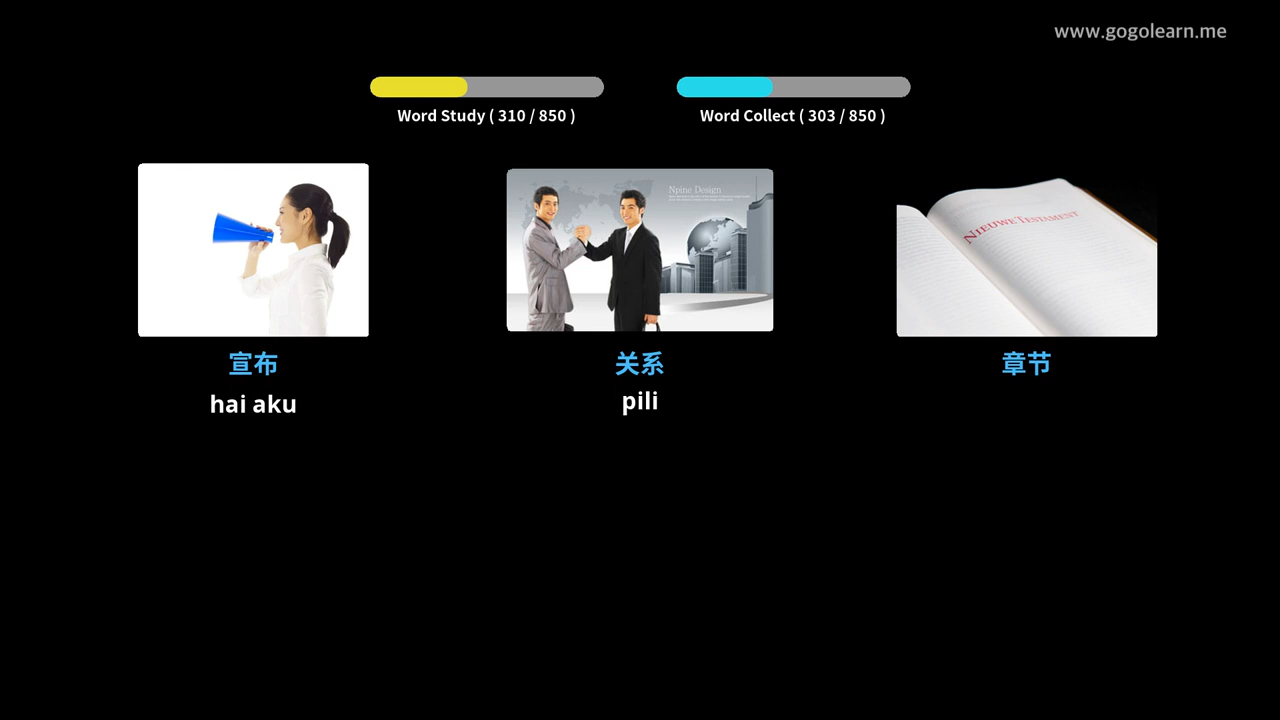 www.gogolearn.me
Word Study ( 310 / 850 )
Word Collect ( 303 / 850 )
Npine Design
NIEUWE TESTAMENT
宣布
关系
章节
hai aku
pili